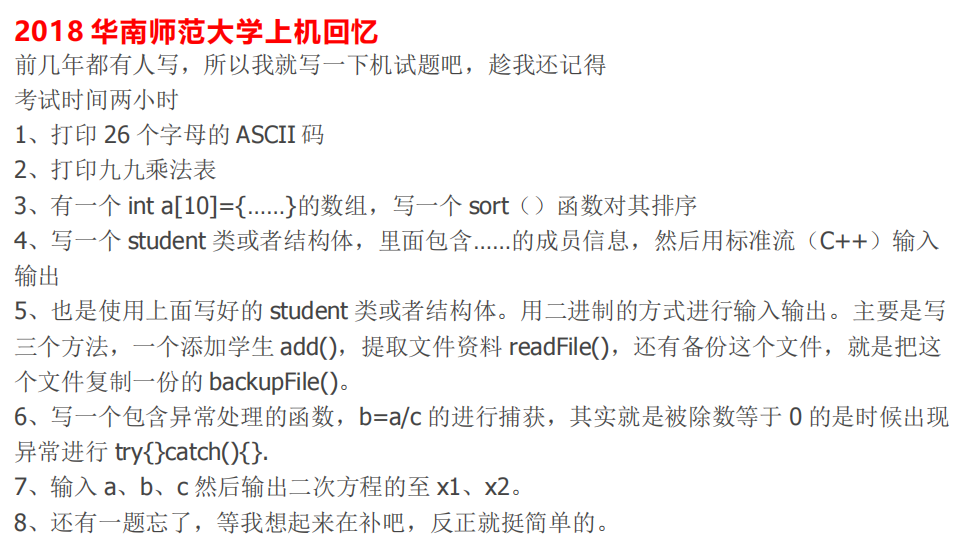 2018 华南师范大学上机回忆
前几年都有人写，所以我就写一下机试题吧，趁我还记得
考试时间两小时
1、打印 26 个字母的 ASCII 码
2、打印九九乘法表
3、有一个 int a[10]={……}的数组，写一个 sort（）函数对其排序
4、写一个 student 类或者结构体，里面包含……的成员信息，然后用标准流（C++）输入
输出
5、也是使用上面写好的 student 类或者结构体。用二进制的方式进行输入输出。主要是写
三个方法，一个添加学生 add()，提取文件资料 readFile()，还有备份这个文件，就是把这
个文件复制一份的 backupFile()。
6、写一个包含异常处理的函数，b=a/c 的进行捕获，其实就是被除数等于 0 的是时候出现
异常进行 try{}catch(){}.
7、输入 a、b、c 然后输出二次方程的至 x1、x2。
8、还有一题忘了，等我想起来在补吧，反正就挺简单的。